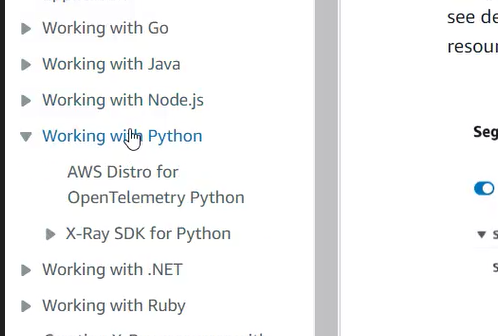 see de
Working with Go
resour
Working with Java
Working with Node.js
Working with Python
Seg
AWS Distro for
OpenTelemetry Python
X-Ray SDK for Python
Working with .NET
Working with Ruby